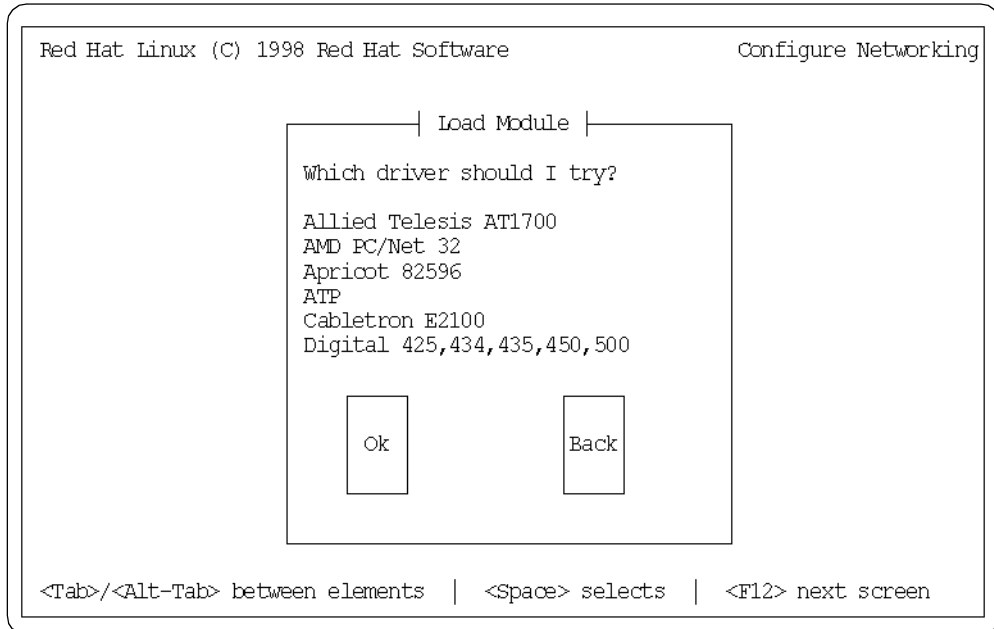 Red Hat Linux (C) 1998 Red Hat Software Configure Networking
Load Module
Which driver should I try?
Allied Telesis AT1700
AMD PC/Net 32
Apricot 82596
ATP
Cabletron E2100
Digital 425,434,435,450,500
Ok Back
<Tab>/<Alt-Tab> between elements | <Space> selects | <F12> next screen